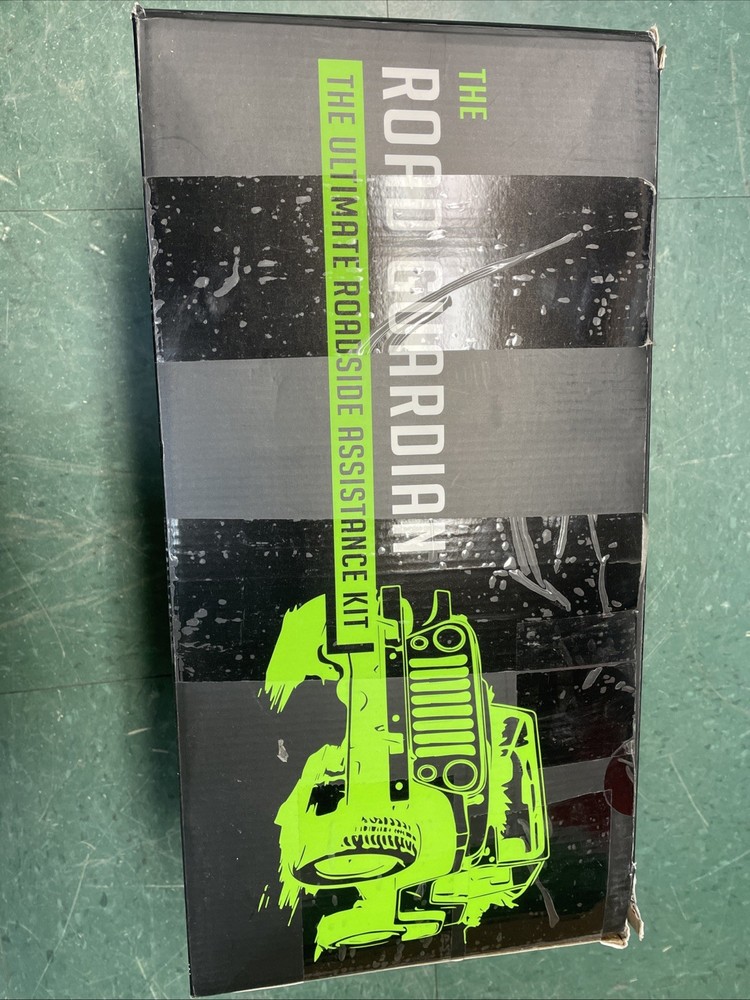 THE
ROAD GUARDIAN
THE ULTIMATE ROADSIDE ASSISTANCE KIT